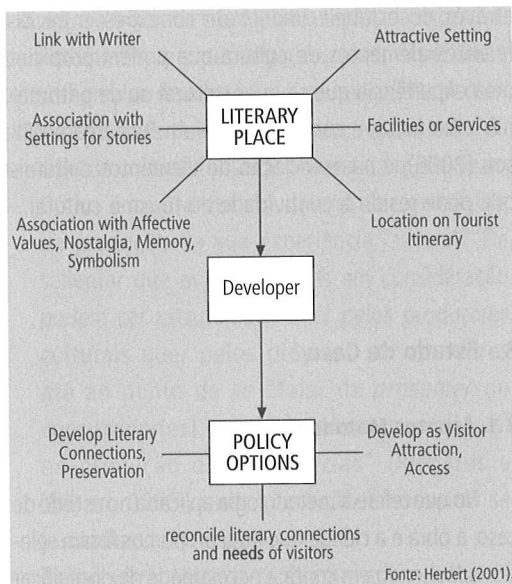 Link with Writer
Attractive Setting
LITERARY
PLACE
Association with
Settings for Stories
Facilities or Services
Association with Affective
Values, Nostalgia, Memory,
Symbolism
Location on Tourist
Itinerary
Developer
Develop Literary
Connections,
Preservation
POLICY
OPTIONS
Develop as Visitor
Attraction,
Access
reconcile literary connections
and needs of visitors
Fonte: Herbert (2001)